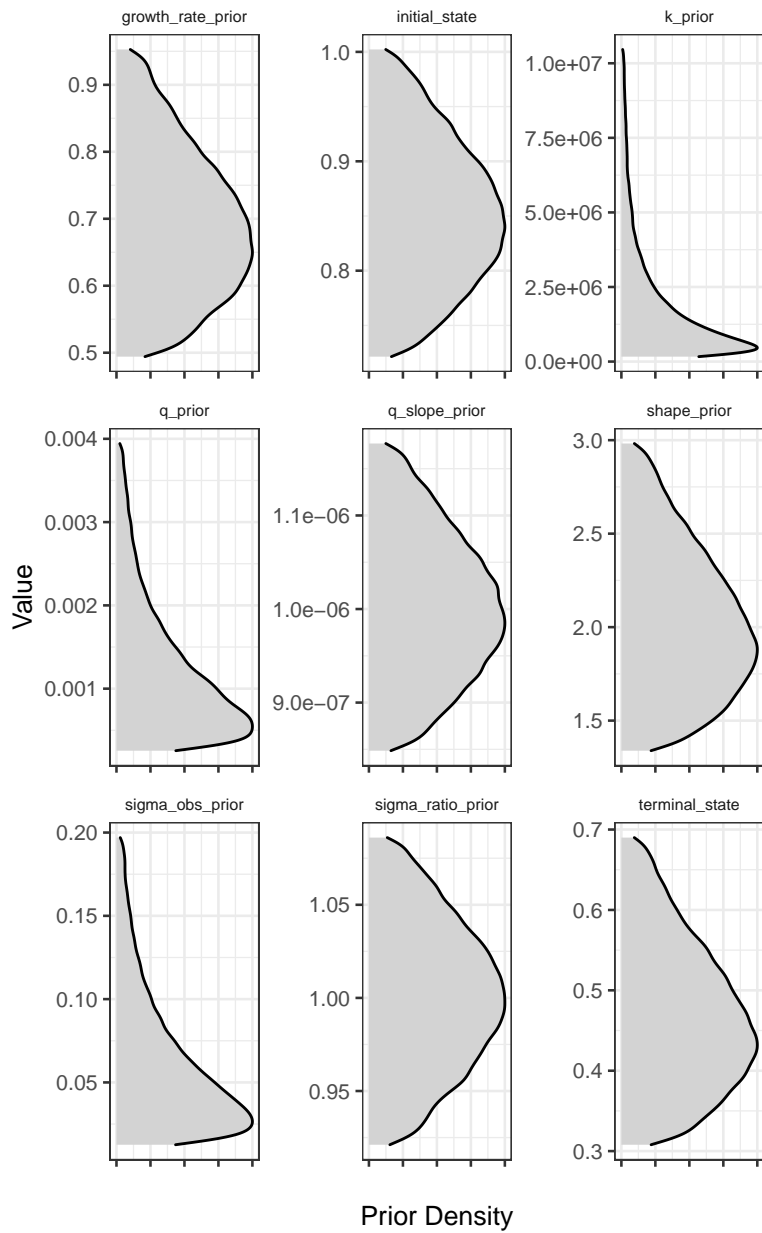 growth_rate_prior
initial_state
k_prior
0.9
0.8
0.7
0.6
0.5
1.0
0.9
0.8
1.0e+07
7.5e+06
5.0e+06
2.5e+06
0.0e+00
q_prior
q_slope_prior
shape_prior
0.004
0.003
0.002
0.001
1.1e−06
1.0e−06
9.0e−07
3.0
2.5
2.0
1.5
Value
sigma_obs_prior
sigma_ratio_prior
terminal_state
0.20
0.15
0.10
0.05
1.05
1.00
0.95
0.7
0.6
0.5
0.4
0.3
Prior Density